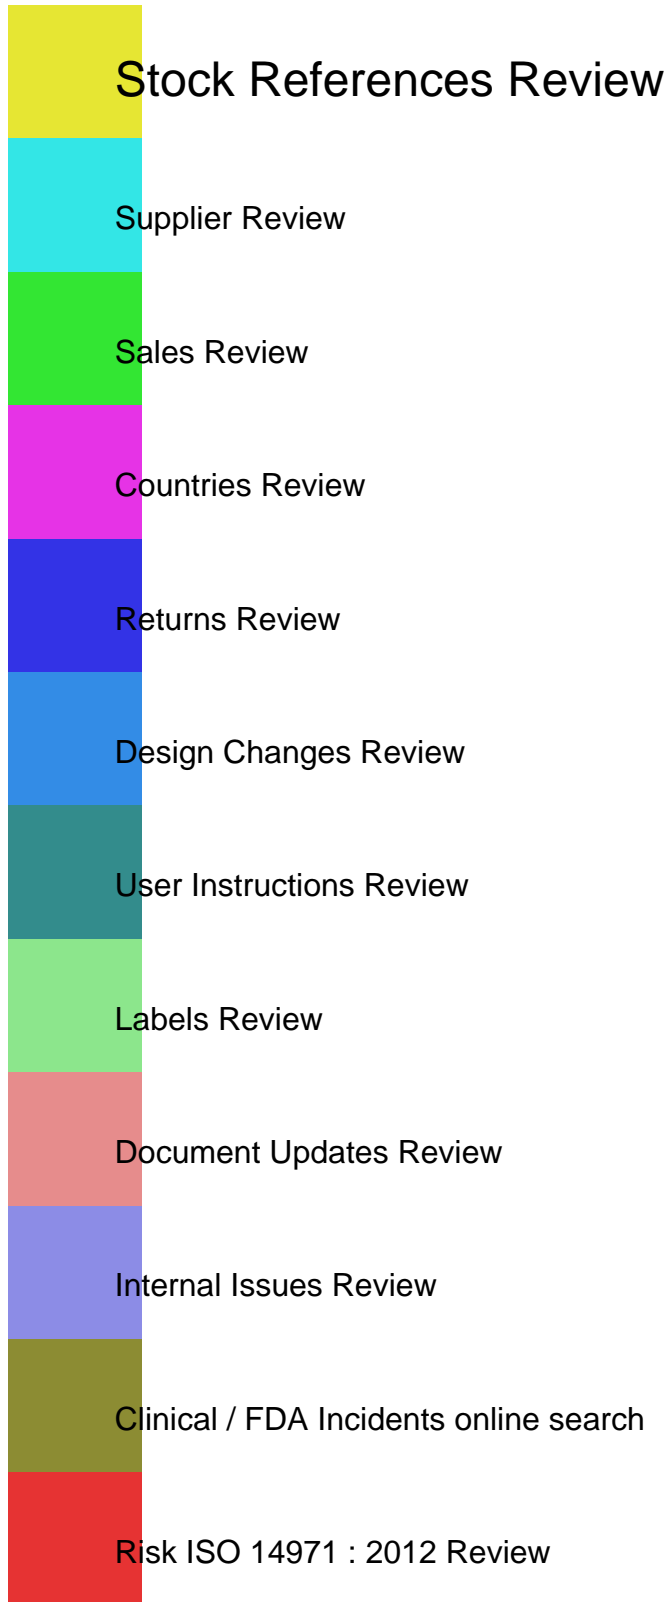 Stock References Review
Supplier Review
Sales Review
Countries Review
Returns Review
Design Changes Review
User Instructions Review
Labels Review
Document Updates Review
Internal Issues Review
Clinical / FDA Incidents online search
Risk ISO 14971 : 2012 Review